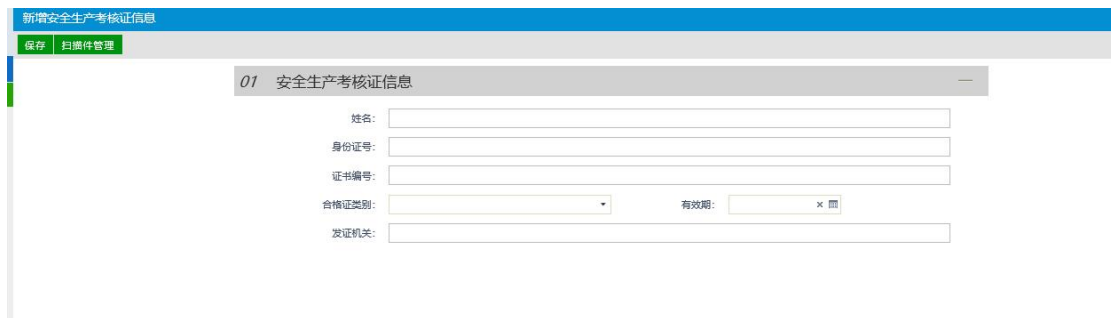 新增安全生产考核证信息
保存 扫描件管理
01 安全生产考核证信息
姓名:
身份证号:
证书编号:
合格证类别: 有效期:
发证机关: